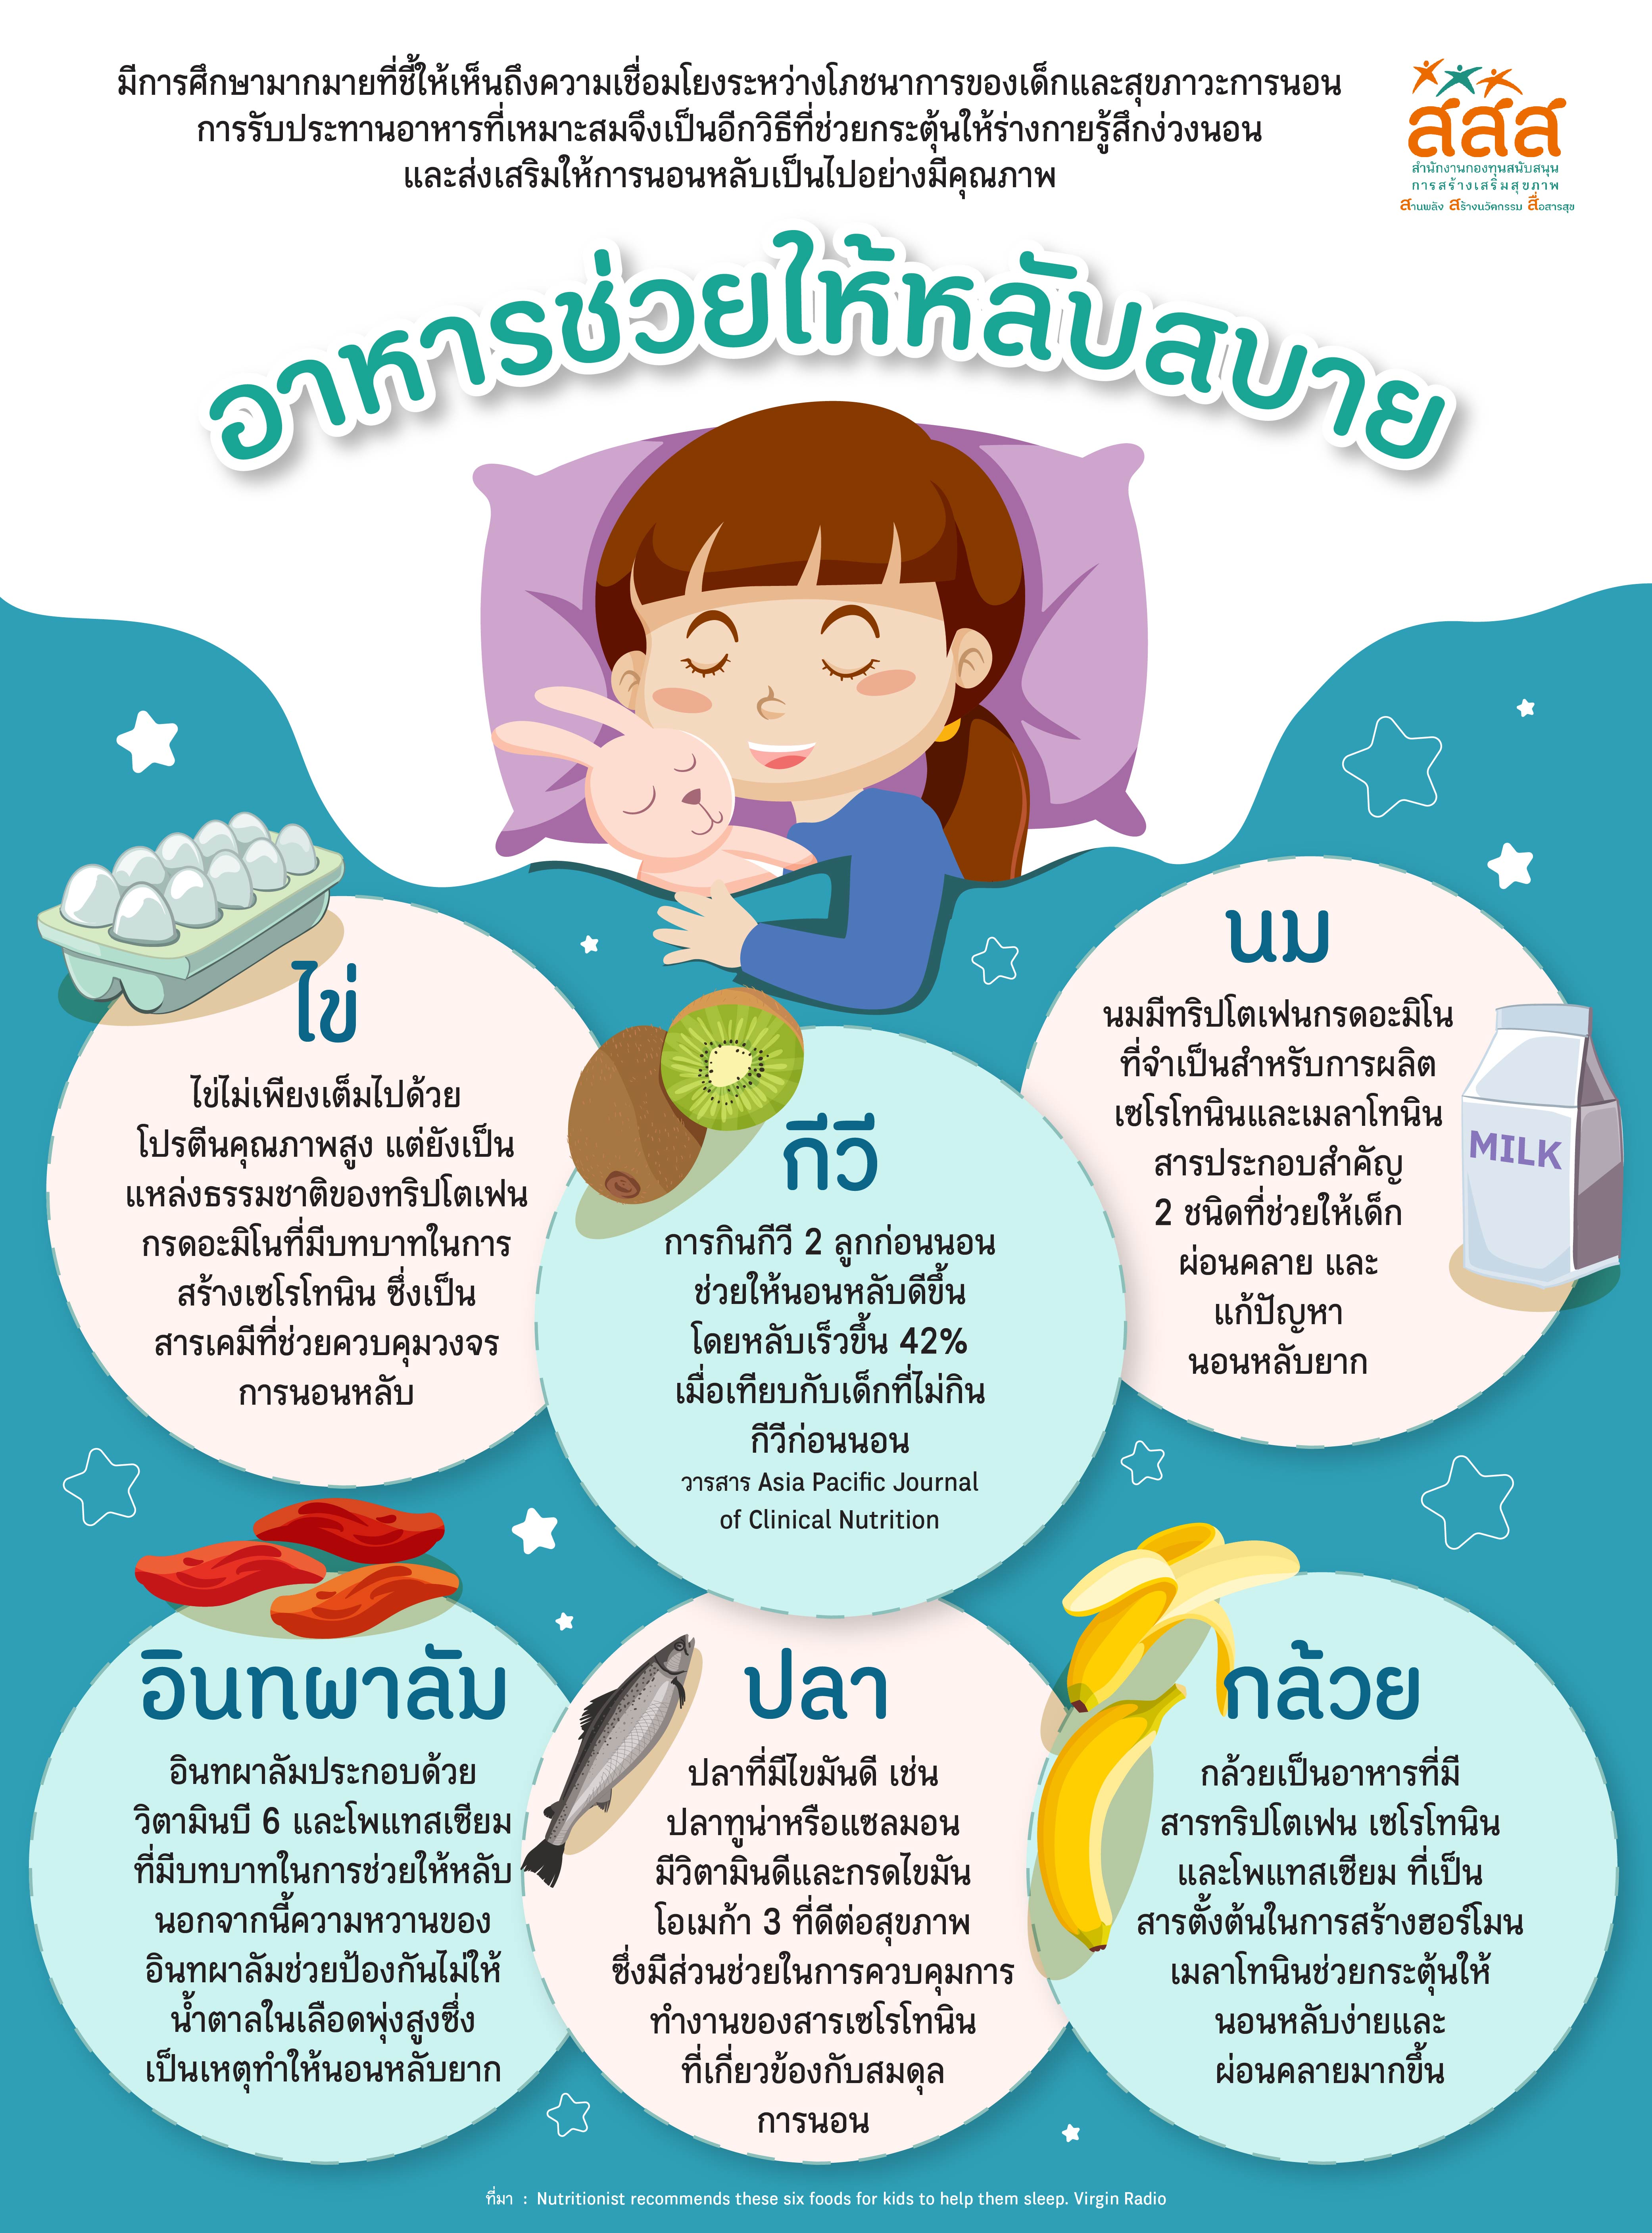 มีการศึกษามากมายที่ชี้ให้เห็นถึงความเชื่อมโยงระหว่างโภชนาการของเด็กและสุขภาวะการนอน
การรับประทานอาหารที่เหมาะสมจึงเป็นอีกวิธีที่ช่วยกระตุ้นให้ร่างกายรู้สึกง่วงนอน
และส่งเสริมให้การนอนหลับเป็นไปอย่างมีคุณภาพ
สสส
สำนักงานกองทุนสนับสนุน
การสร้างเสริมสุขภาพ
สานพลัง สร้างนวัตกรรม สื่อสารสุข
อาหารช่วยให้หลับสบาย
ไข่
ไข่ไม่เพียงเต็มไปด้วย
โปรตีนคุณภาพสูง แต่ยังเป็น
แหล่งธรรมชาติของทริปโตเฟน
กรดอะมิโนที่มีบทบาทในการ
สร้างเซโรโทนิน ซึ่งเป็น
สารเคมีที่ช่วยควบคุมวงจร
การนอนหลับ
กีวี
การกินกีวี 2 ลูกก่อนนอน
ช่วยให้นอนหลับดีขึ้น
โดยหลับเร็วขึ้น 42%
เมื่อเทียบกับเด็กที่ไม่กิน
กีวีก่อนนอน
วารสาร Asia Pacific Journal
of Clinical Nutrition
นม
นมมีทริปโตเฟนกรดอะมิโน
ที่จำเป็นสำหรับการผลิต
เซโรโทนินและเมลาโทนิน
สารประกอบสำคัญ
2 ชนิดที่ช่วยให้เด็ก
ผ่อนคลาย และ
แก้ปัญหา
นอนหลับยาก
MILK
อินทผาลัม
อินทผาลัมประกอบด้วย
วิตามินบี 6 และโพแทสเซียม
ที่มีบทบาทในการช่วยให้หลับ
นอกจากนี้ความหวานของ
อินทผาลัมช่วยป้องกันไม่ให้
น้ำตาลในเลือดพุ่งสูงซึ่ง
เป็นเหตุทำให้นอนหลับยาก
ปลา
ปลาที่มีไขมันดี เช่น
ปลาทูน่าหรือแซลมอน
มีวิตามินดีและกรดไขมัน
โอเมก้า 3 ที่ดีต่อสุขภาพ
ซึ่งมีส่วนช่วยในการควบคุมการ
ทำงานของสารเซโรโทนิน
ที่เกี่ยวข้องกับสมดุล
การนอน
กล้วย
กล้วยเป็นอาหารที่มี
สารทริปโตเฟน เซโรโทนิน
และโพแทสเซียม ที่เป็น
สารตั้งต้นในการสร้างฮอร์โมน
เมลาโทนินช่วยกระตุ้นให้
นอนหลับง่ายและ
ผ่อนคลายมากขึ้น
ที่มา : Nutritionist recommends these six foods for kids to help them sleep. Virgin Radio